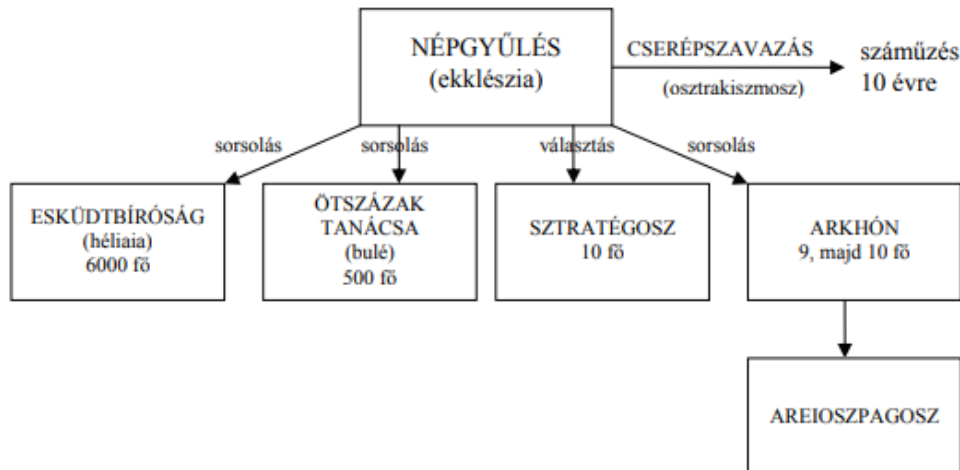 NÉPGYŰLÉS
(ekklészia)
CSERÉPSZAVAZÁS
(osztrakiszmosz)
száműzés
10 évre
sorsolás
sorsolás
választás
sorsolás
ESKÜDTBÍRÓSÁG
(héliaia)
6000 fő
ÖTSZÁZAK
TANÁCSA
(bulé)
500 fő
SZTRATÉGOSZ
10 fő
ARKHÓN
9, majd 10 fő
AREIOSZPAGOSZ